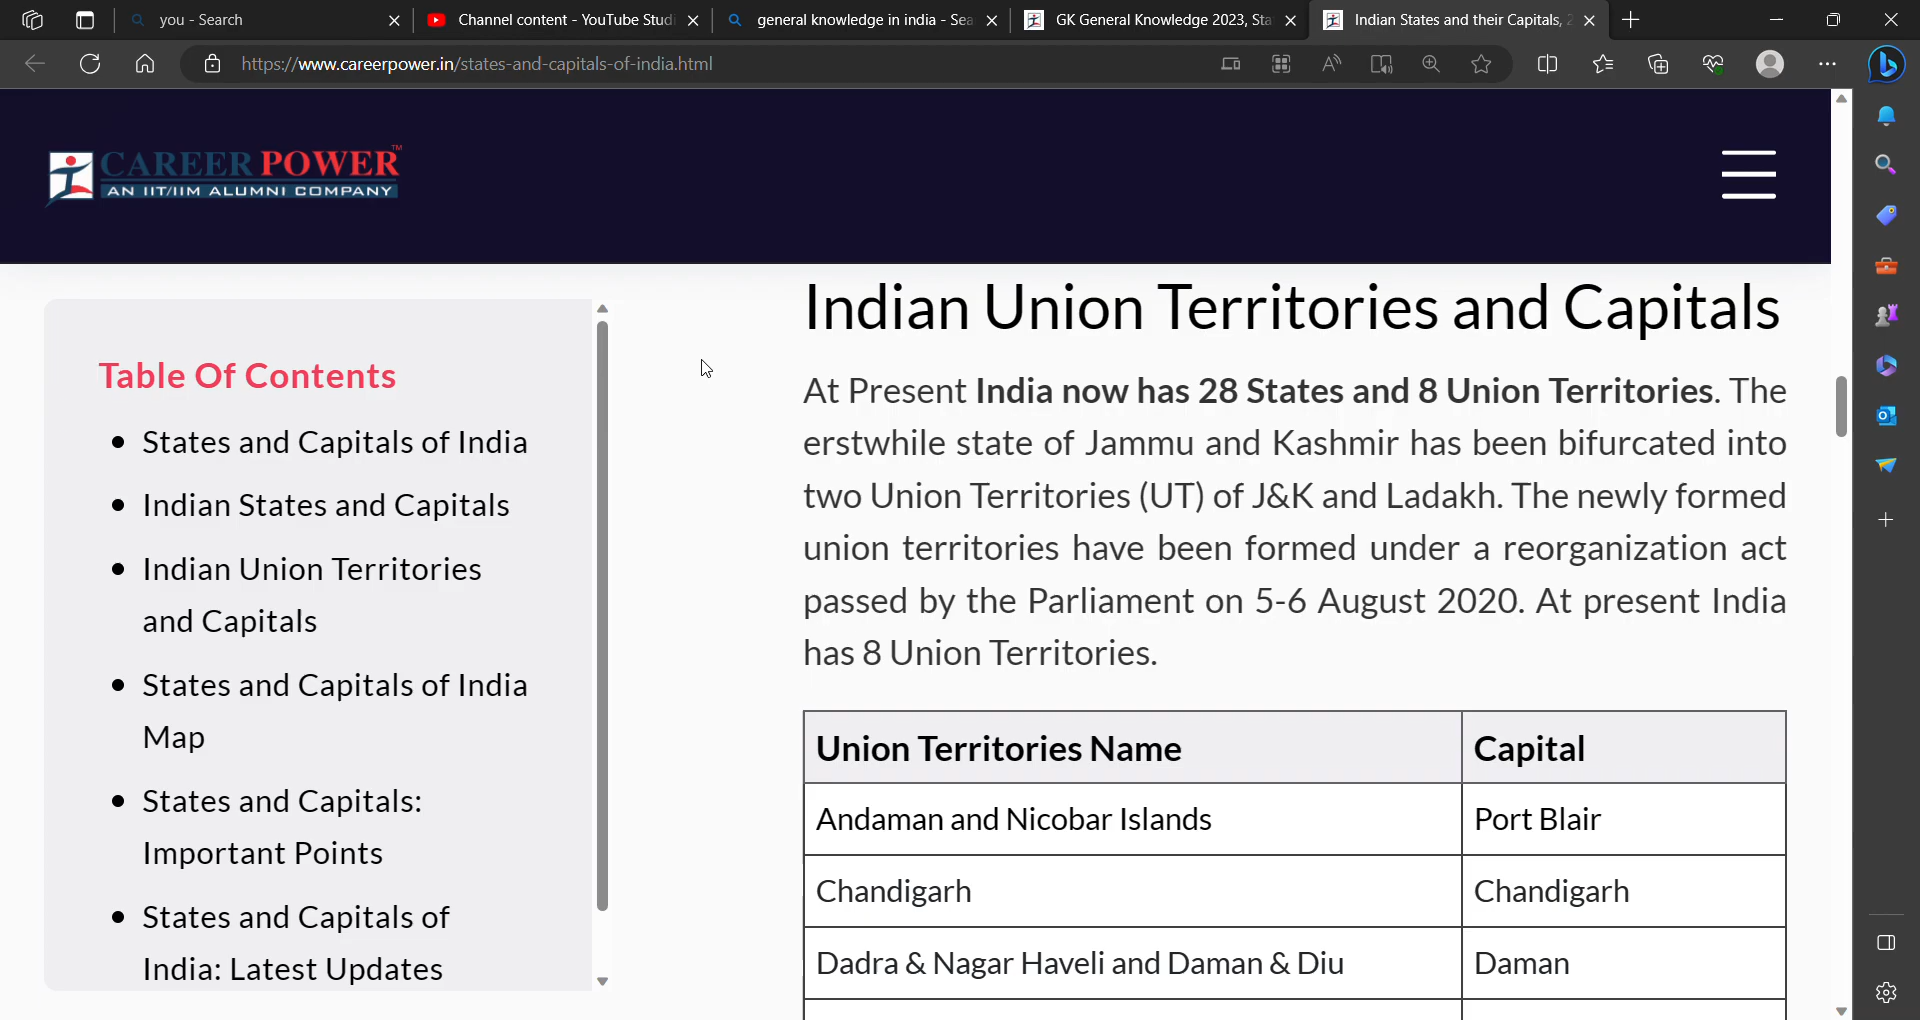 you - Search
Channel content - YouTube Studi
general knowledge in india - Sea
GK General Knowledge 2023, Sta
Indian States and their Capitals, 2
https://www.careerpower.in/states-and-capitals-of-india.html
CAREER POWER™
AN IIT/IIM ALUMNI COMPANY
Table Of Contents
States and Capitals of India
Indian States and Capitals
Indian Union Territories
and Capitals
States and Capitals of India
Map
States and Capitals:
Important Points
States and Capitals of
India: Latest Updates
Indian Union Territories and Capitals
At Present India now has 28 States and 8 Union Territories. The
erstwhile state of Jammu and Kashmir has been bifurcated into
two Union Territories (UT) of J&K and Ladakh. The newly formed
union territories have been formed under a reorganization act
passed by the Parliament on 5-6 August 2020. At present India
has 8 Union Territories.
Union Territories Name Capital
Andaman and Nicobar Islands Port Blair
Chandigarh Chandigarh
Dadra & Nagar Haveli and Daman & Diu Daman